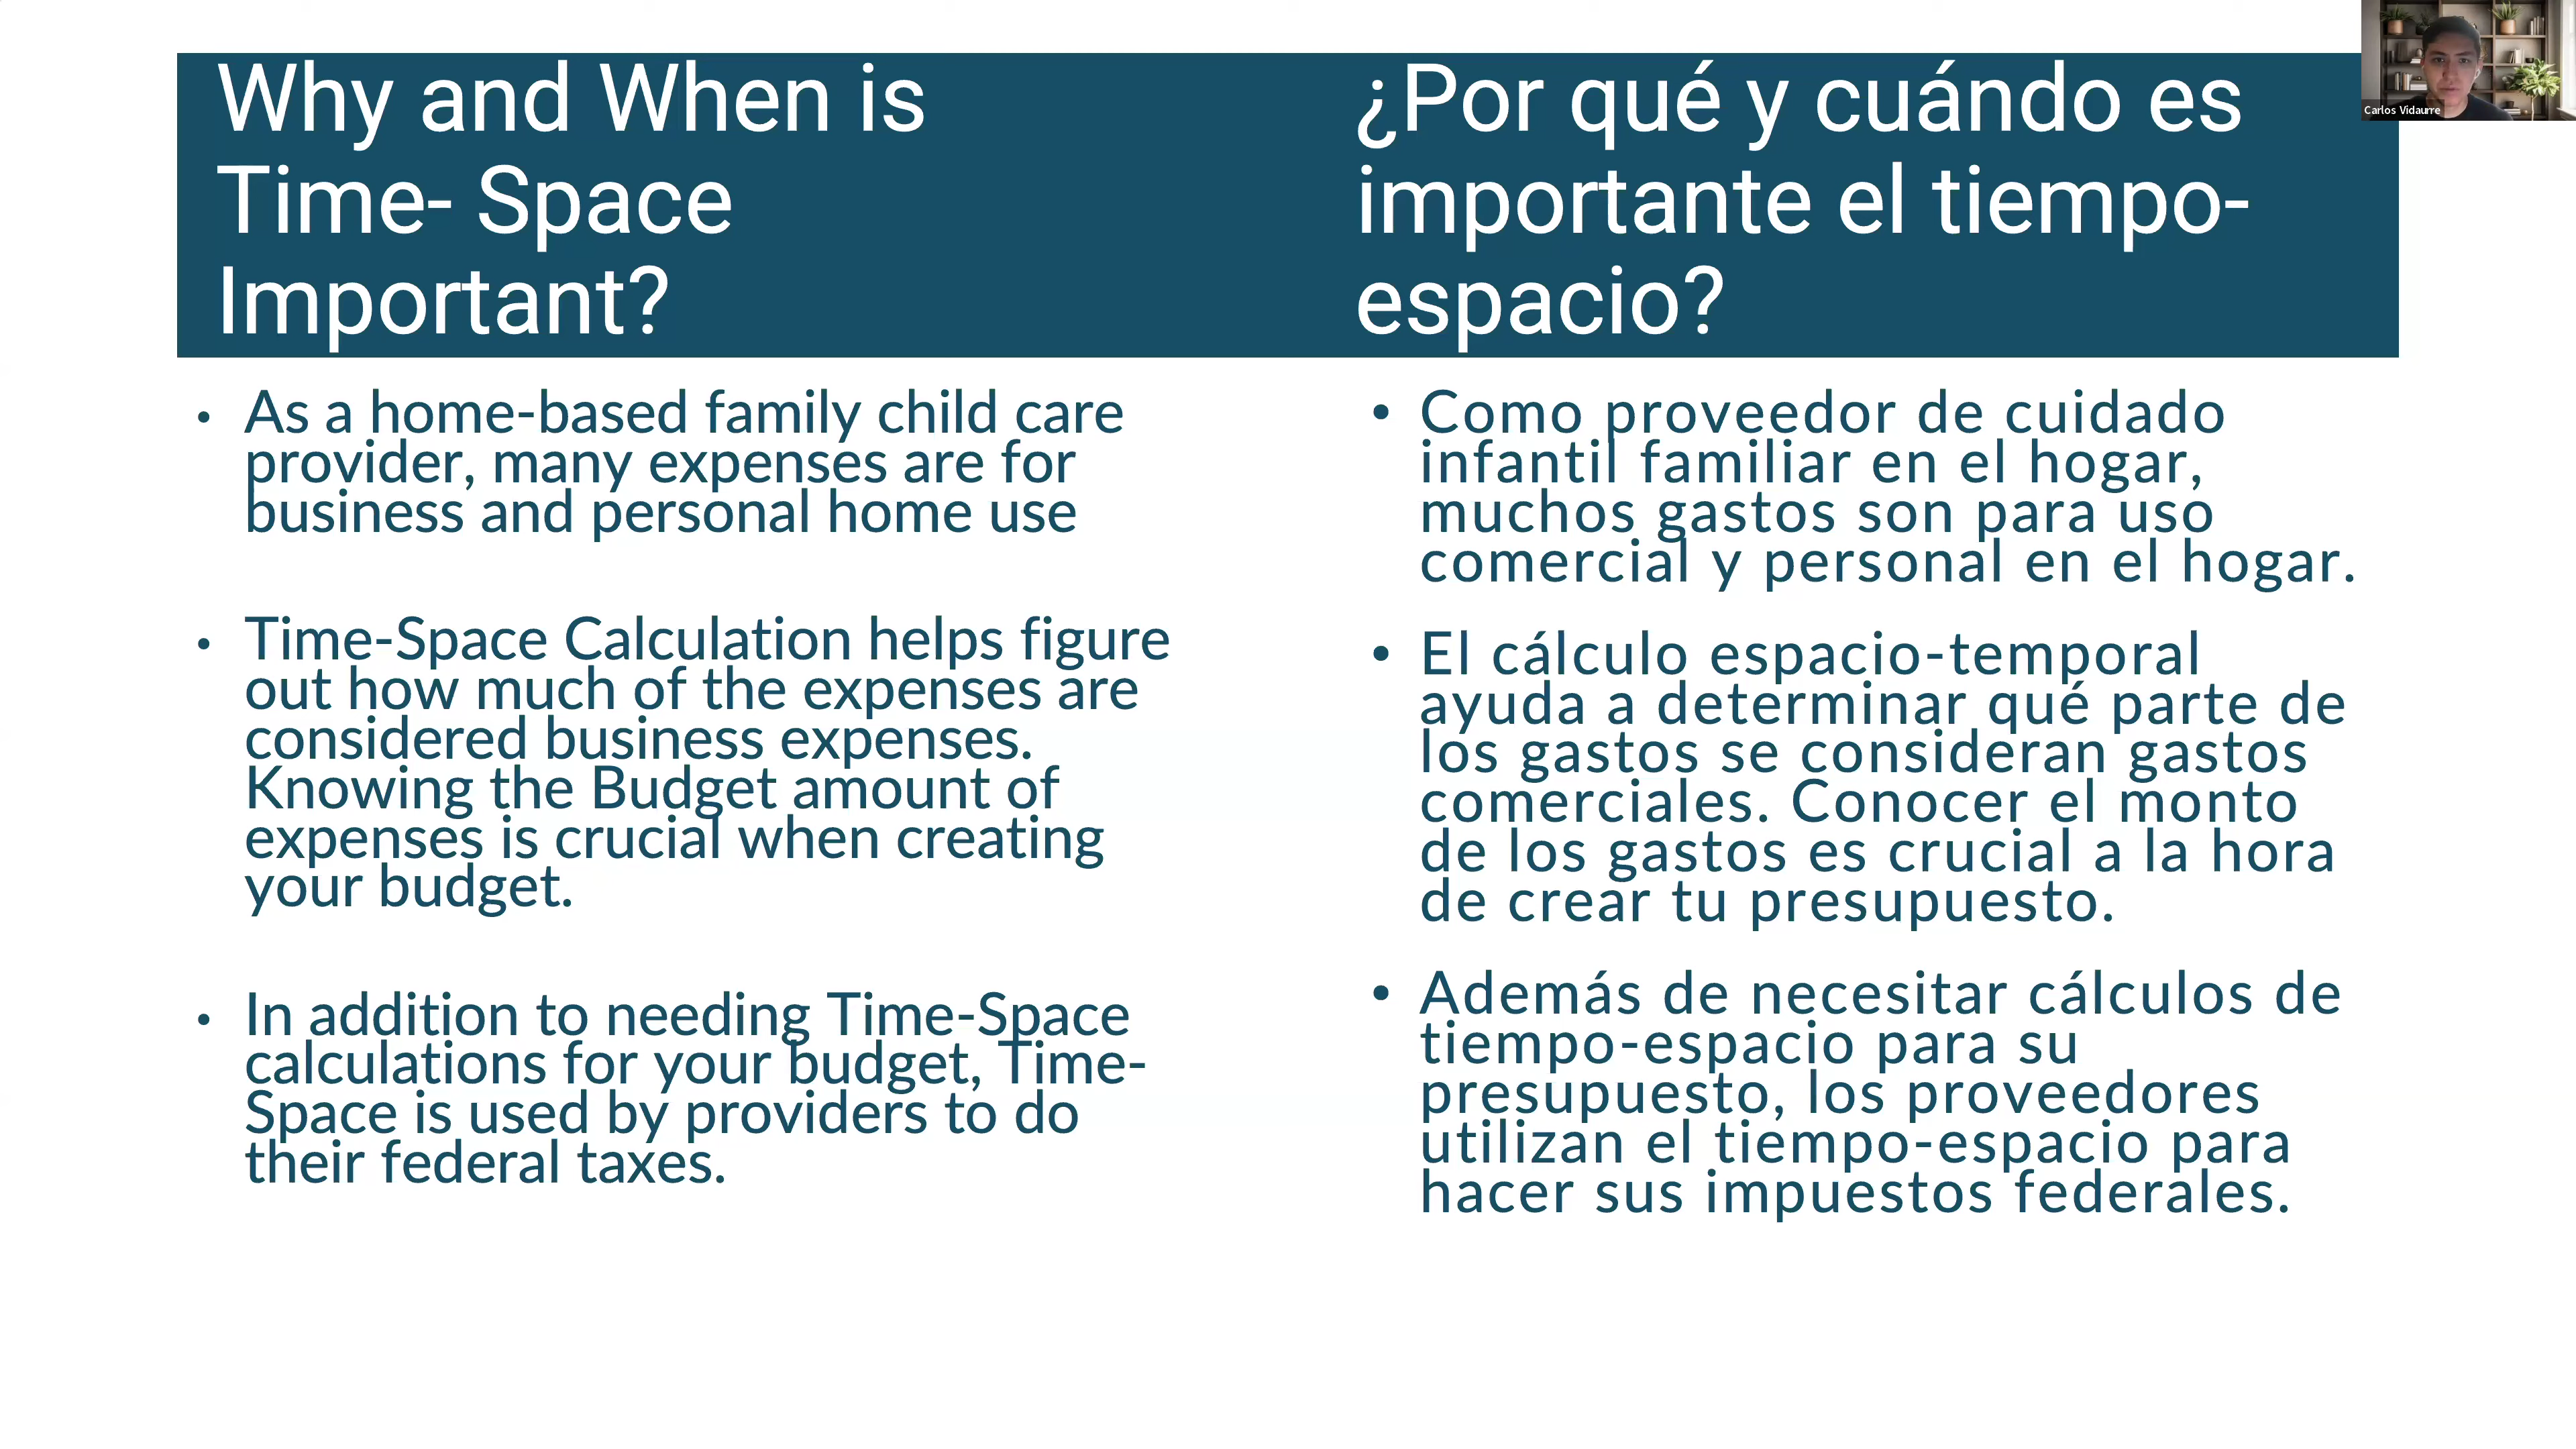 Why and When is
Time- Space
Important?
¿Por qué y cuándo es
importante el tiempo-
espacio?
Carlos Vidaurre
• As a home-based family child care
provider, many expenses are for
business and personal home use
• Time-Space Calculation helps figure
out how much of the expenses are
considered business expenses.
Knowing the Budget amount of
expenses is crucial when creating
your budget.
• In addition to needing Time-Space
calculations for your budget, Time-
Space is used by providers to do
their federal taxes.
• Como proveedor de cuidado
infantil familiar en el hogar,
muchos gastos son para uso
comercial y personal en el hogar.
• El cálculo espacio-temporal
ayuda a determinar qué parte de
los gastos se consideran gastos
comerciales. Conocer el monto
de los gastos es crucial a la hora
de crear tu presupuesto.
• Además de necesitar cálculos de
tiempo-espacio para su
presupuesto, los proveedores
utilizan el tiempo-espacio para
hacer sus impuestos federales.